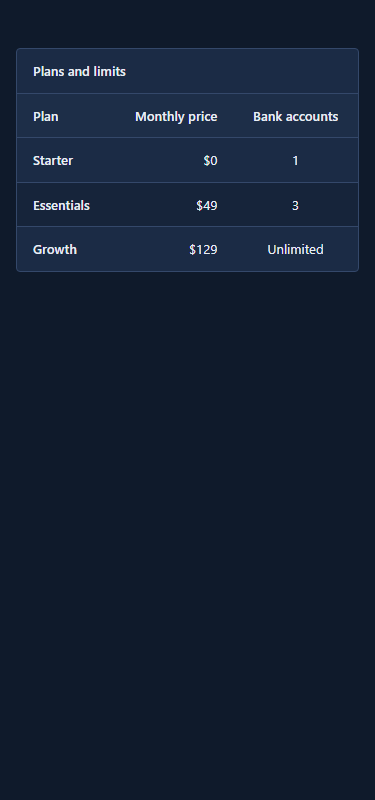 Plans and limits
Plan Monthly price Bank accounts
Starter $0 1
Essentials $49 3
Growth $129 Unlimited